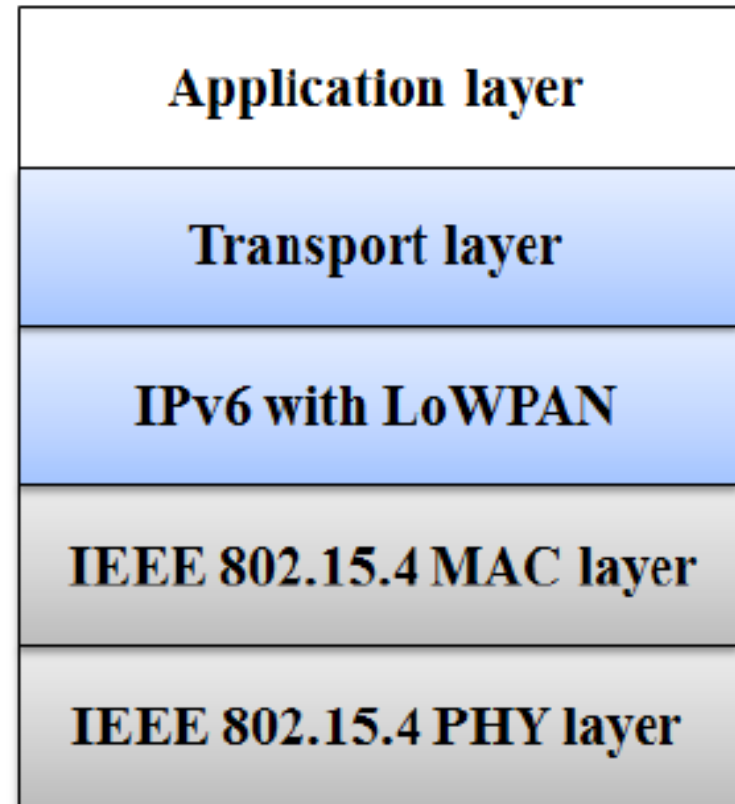 Application layer
Transport layer
IPv6 with LoWPAN
IEEE 802.15.4 MAC layer
IEEE 802.15.4 PHY layer